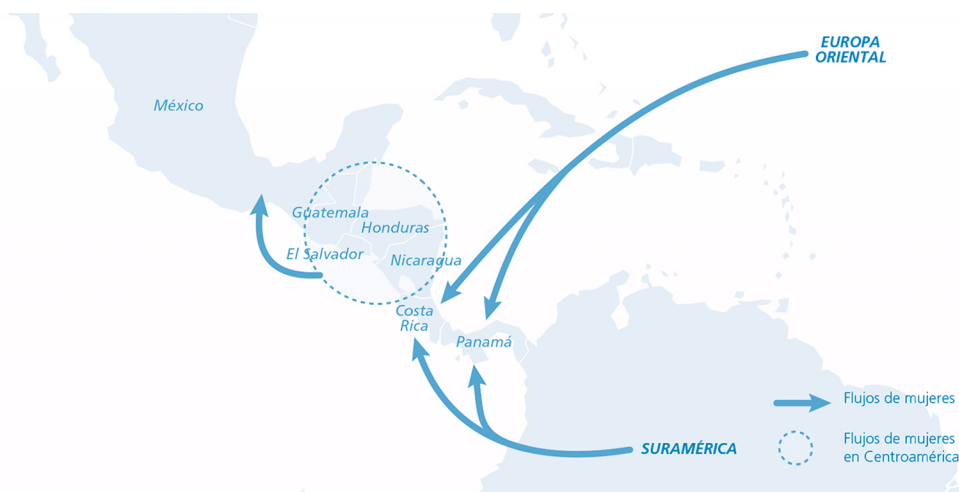 EUROPA
ORIENTAL
México
Guatemala
Honduras
El Salvador
Nicaragua
Costa
Rica
Panamá
SURAMÉRICA
Flujos de mujeres
Flujos de mujeres
en Centroamérica